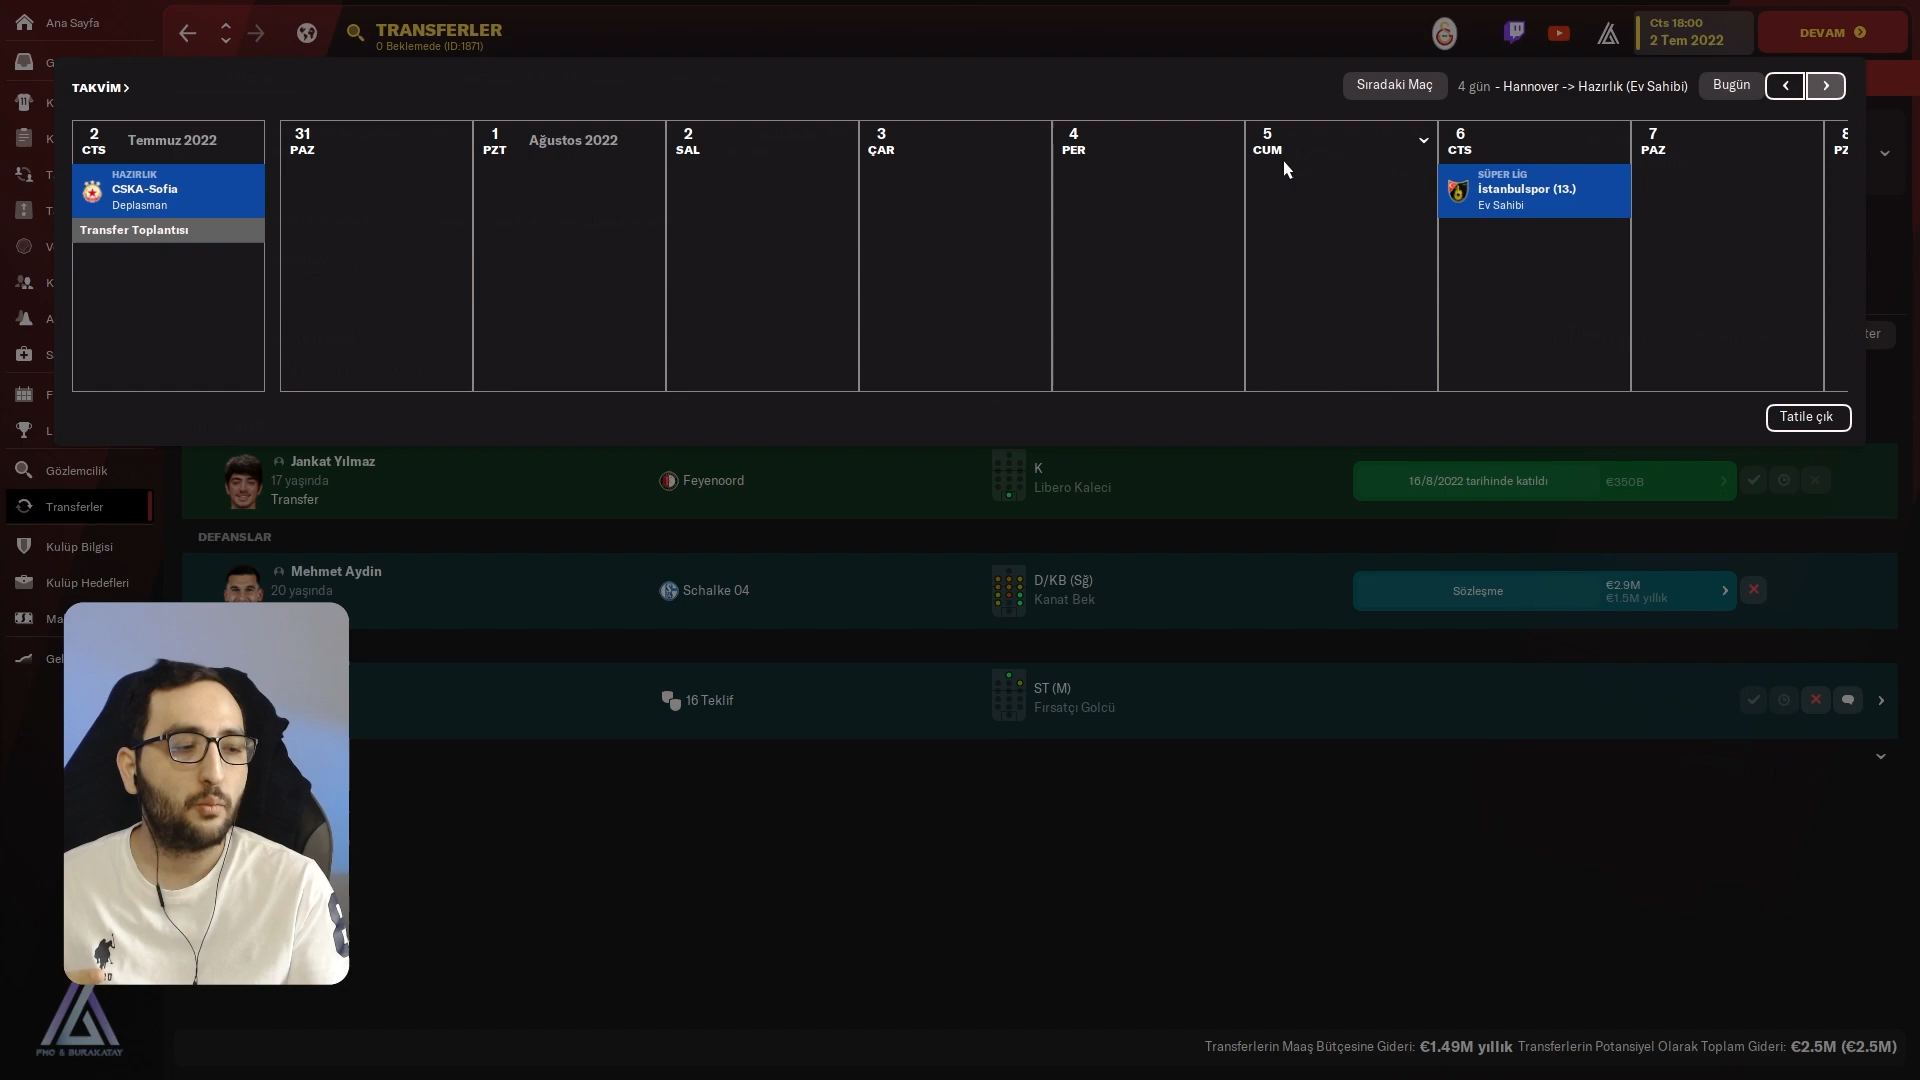 Ana Sayfa
TRANSFERLER
0 Beklemede (ID:1871)
Cts 18:00
2 Tem 2022
DEVAM
TAKVİM
Sıradaki Maç
4 gün - Hannover -> Hazırlık (Ev Sahibi)
Bugün
2
CTS
Temmuz 2022
31
PAZ
1
PZT
Ağustos 2022
2
SAL
3
ÇAR
4
PER
5
CUM
6
CTS
7
PAZ
8
PZ
HAZIRLIK
CSKA-Sofia
Deplasman
Transfer Toplantısı
SÜPER LİG
İstanbulspor (13.)
Ev Sahibi
Tatile çık
Jankat Yılmaz
17 yaşında
Transfer
Feyenoord
K
Libero Kaleci
16/8/2022 tarihinde katıldı
€350B
DEFANSLAR
Mehmet Aydin
20 yaşında
Schalke 04
D/KB (Sğ)
Kanat Bek
Sözleşme
€2.9M
€1.5M yıllık
16 Teklif
ST (M)
Fırsatçı Golcü
Gözlemcilik
Transferler
Kulüp Bilgisi
Kulüp Hedefleri
Ma
Gel
FMO & BURAKATAY
Transferlerin Maaş Bütçesine Gideri: €1.49M yıllık Transferlerin Potansiyel Olarak Toplam Gideri: €2.5M (€2.5M)